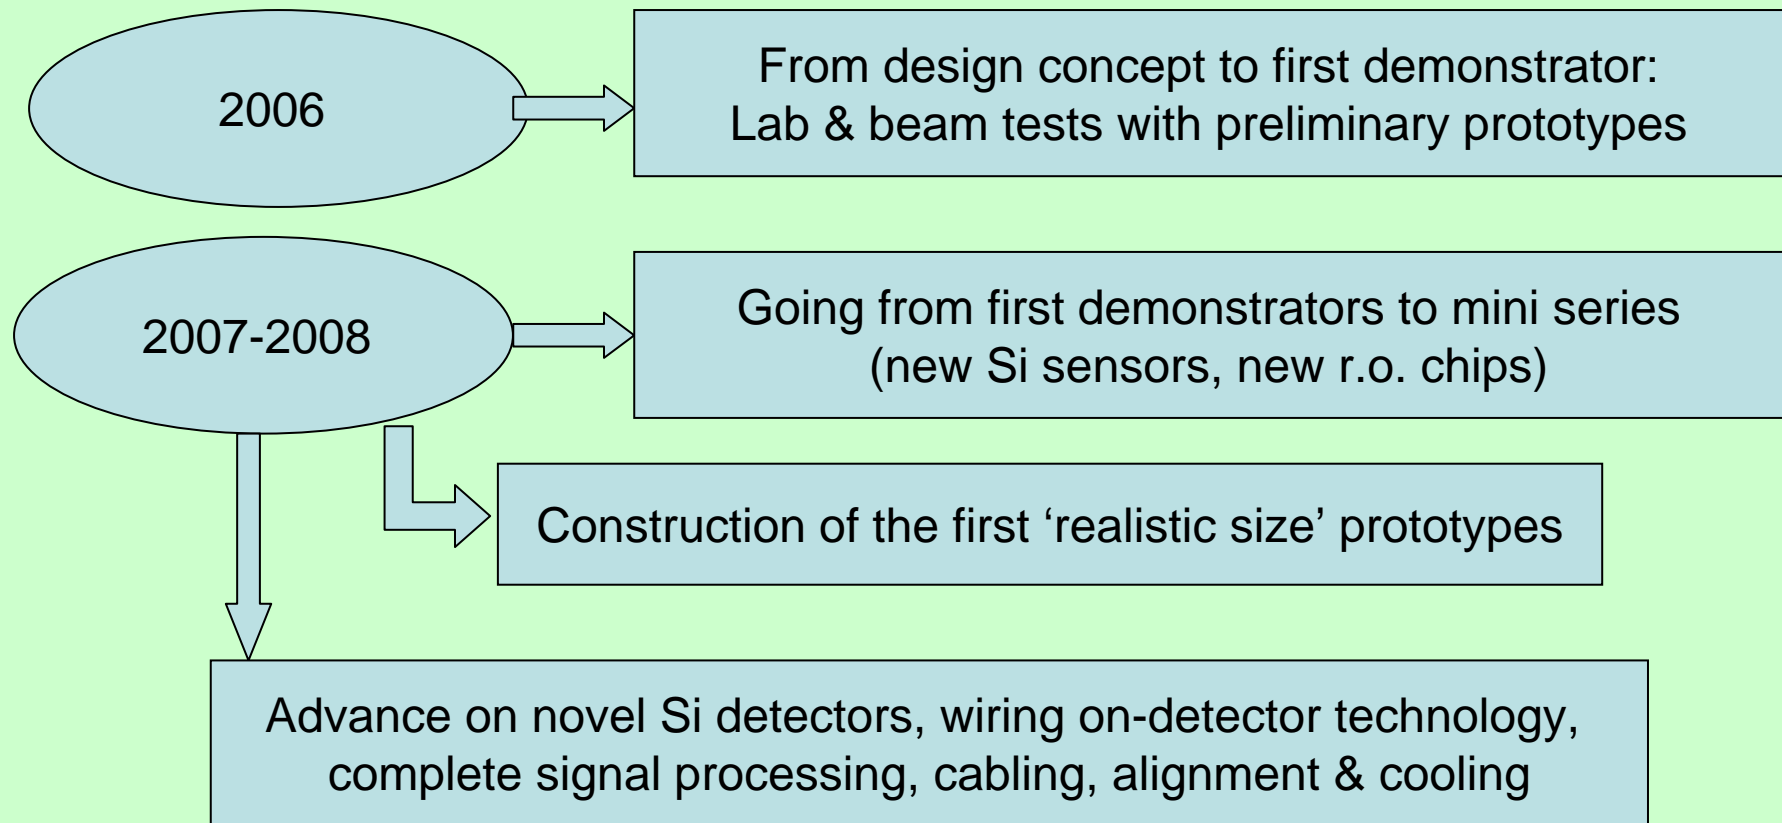 2006
From design concept to first demonstrator:
Lab & beam tests with preliminary prototypes
2007-2008
Going from first demonstrators to mini series
(new Si sensors, new r.o. chips)
Construction of the first ‘realistic size’ prototypes
Advance on novel Si detectors, wiring on-detector technology,
complete signal processing, cabling, alignment & cooling